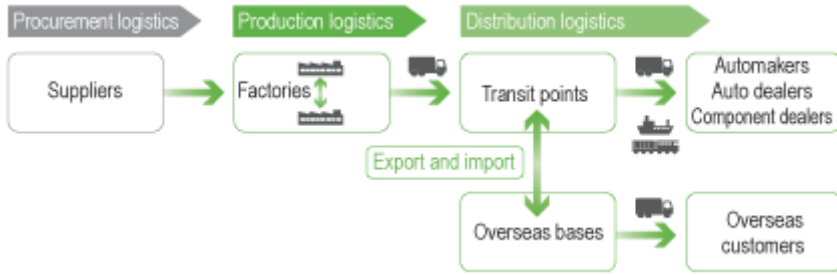 Procurement logistics
Production logistics
Distribution logistics
Suppliers
Factories
Transit points
Automakers
Auto dealers
Component dealers
Export and import
Overseas bases
Overseas
customers